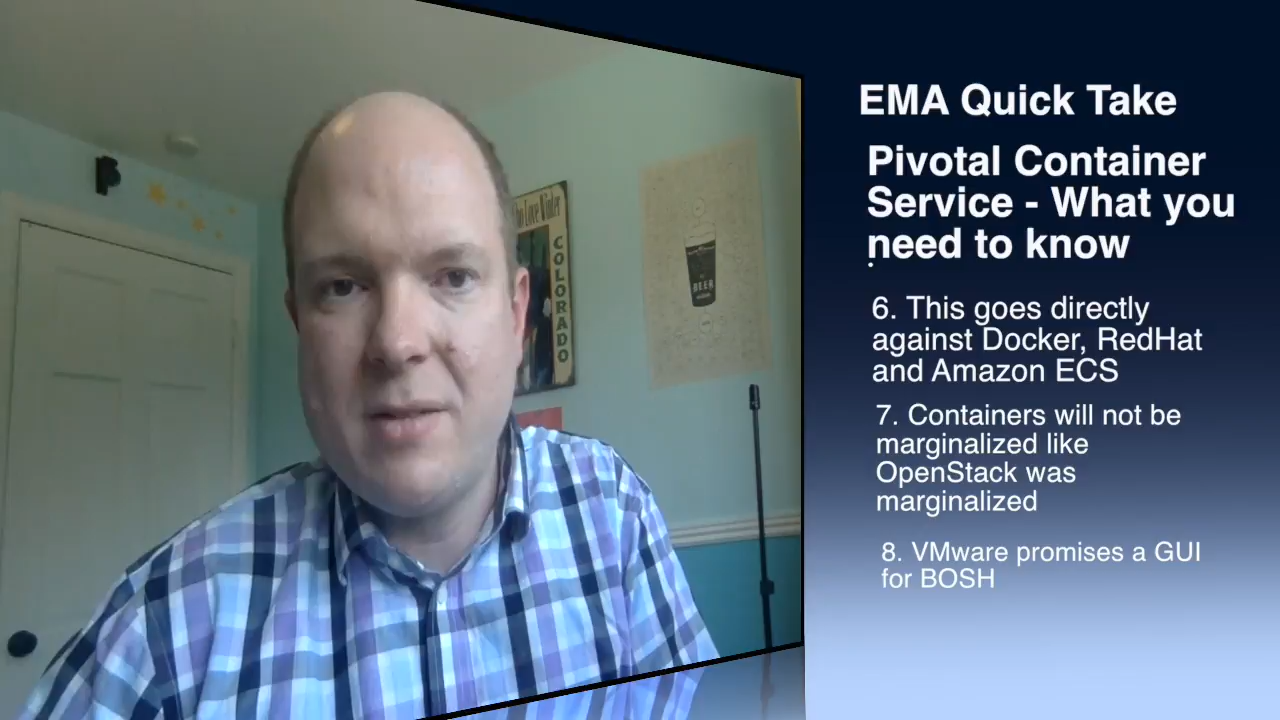 EMA Quick Take
Pivotal Container
Service - What you
need to know
6. This goes directly
against Docker, RedHat
and Amazon ECS
7. Containers will not be
marginalized like
OpenStack was
marginalized
8. VMware promises a GUI
for BOSH
Love Winter
COLORADO
BEER